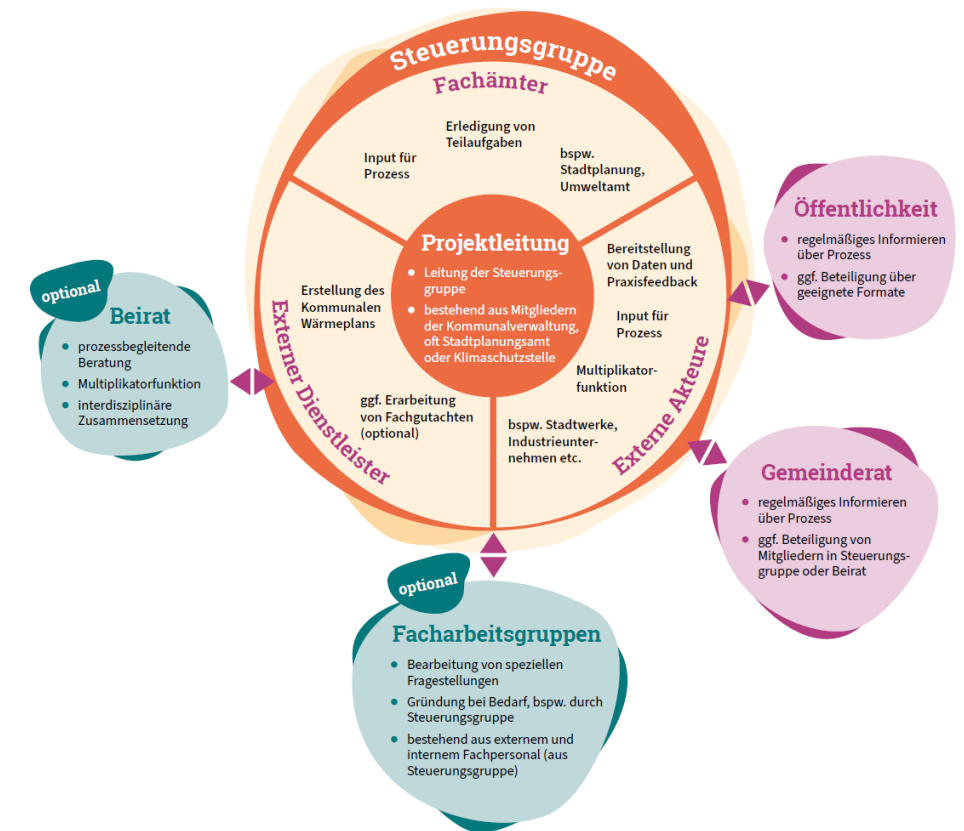 Steuerungsgruppe
Fachämter
Erledigung von
Teilaufgaben
Input für
Prozess
bspw.
Stadtplanung,
Umweltamt
Projektleitung
• Leitung der Steuerungs-
gruppe
• bestehend aus Mitgliedern
der Kommunalverwaltung,
oft Stadtplanungsamt
oder Klimaschutzstelle
Externer Dienstleister
Erstellung des
Kommunalen
Wärmeplans
ggf. Erarbeitung
von Fachgutachten
(optional)
Externe Akteure
Bereitstellung
von Daten und
Praxisfeedback
Input für
Prozess
Multiplikator-
funktion
bspw. Stadtwerke,
Industrieunter-
nehmen etc.
optional
Beirat
• prozessbegleitende
Beratung
• Multiplikatorfunktion
• interdisziplinäre
Zusammensetzung
Öffentlichkeit
• regelmäßiges Informieren
über Prozess
• ggf. Beteiligung über
geeignete Formate
Gemeinderat
• regelmäßiges Informieren
über Prozess
• ggf. Beteiligung von
Mitgliedern in Steuerungs-
gruppe oder Beirat
optional
Facharbeitsgruppen
• Bearbeitung von speziellen
Fragestellungen
• Gründung bei Bedarf, bspw. durch
Steuerungsgruppe
• bestehend aus externem und
internem Fachpersonal (aus
Steuerungsgruppe)